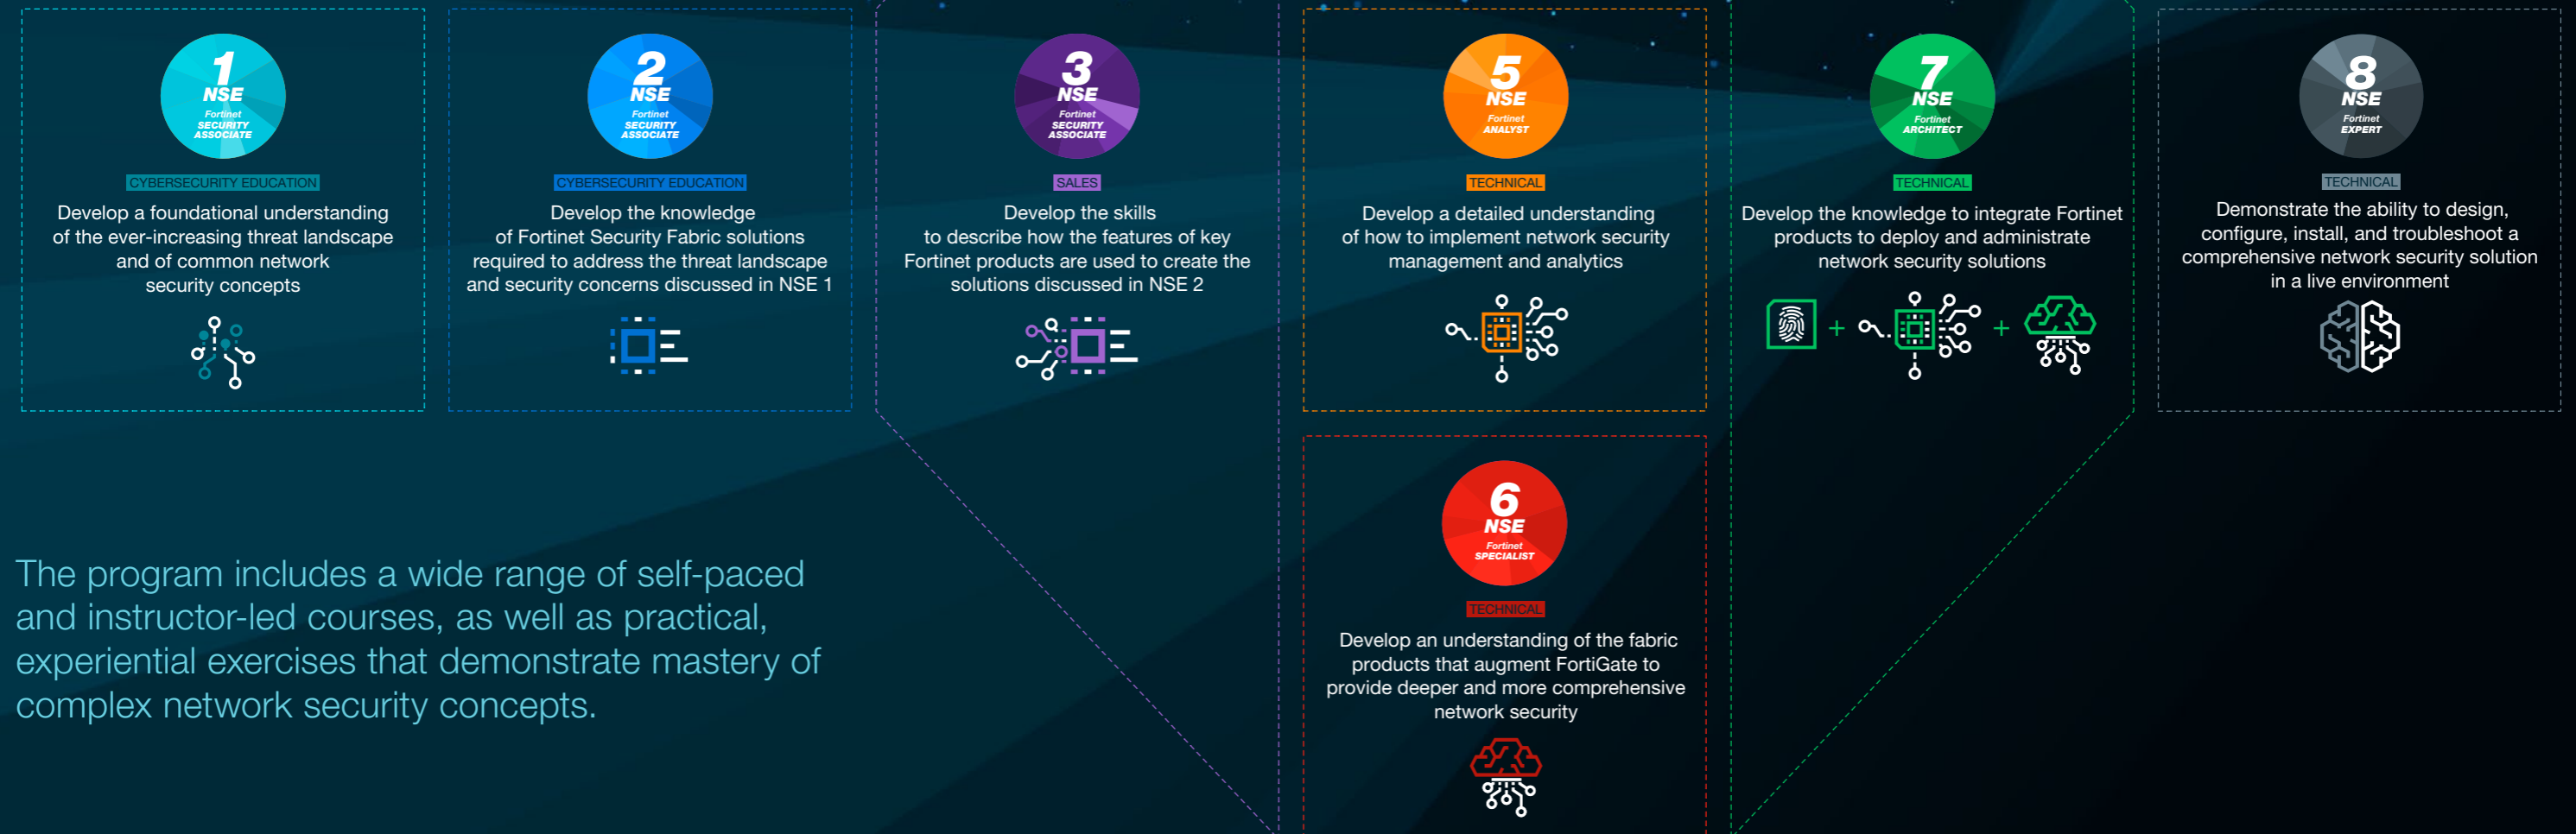 1
NSE
Fortinet
SECURITY
ASSOCIATE
CYBERSECURITY EDUCATION
Develop a foundational understanding
of the ever-increasing threat landscape
and of common network
security concepts
2
NSE
Fortinet
SECURITY
ASSOCIATE
CYBERSECURITY EDUCATION
Develop the knowledge
of Fortinet Security Fabric solutions
required to address the threat landscape
and security concerns discussed in NSE 1
3
NSE
Fortinet
SECURITY
ASSOCIATE
SALES
Develop the skills
to describe how the features of key
Fortinet products are used to create the
solutions discussed in NSE 2
5
NSE
Fortinet
ANALYST
TECHNICAL
Develop a detailed understanding
of how to implement network security
management and analytics
7
NSE
Fortinet
ARCHITECT
TECHNICAL
Develop the knowledge to integrate Fortinet
products to deploy and administrate
network security solutions
+
+
8
NSE
Fortinet
EXPERT
TECHNICAL
Demonstrate the ability to design,
configure, install, and troubleshoot a
comprehensive network security solution
in a live environment
6
NSE
Fortinet
SPECIALIST
TECHNICAL
Develop an understanding of the fabric
products that augment FortiGate to
provide deeper and more comprehensive
network security
The program includes a wide range of self-paced
and instructor-led courses, as well as practical,
experiential exercises that demonstrate mastery of
complex network security concepts.